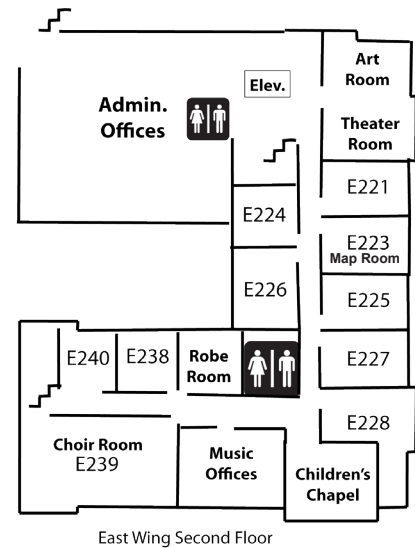 Art
Room
Elev.
Admin.
Offices
Theater
Room
E221
E224
E223
Map Room
E226
E225
E240
E238
Robe
Room
E227
E228
Choir Room
E239
Music
Offices
Children's
Chapel
East Wing Second Floor